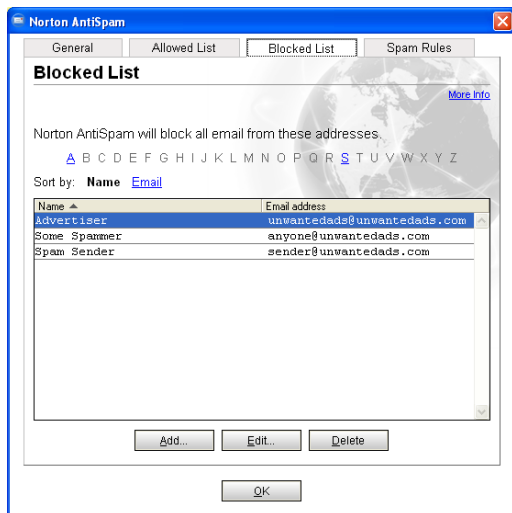 Norton AntiSpam
General Allowed List Blocked List Spam Rules
Blocked List
More Info
Norton AntiSpam will block all email from these addresses.
A B C D E F G H I J K L M N O P Q R S T U V W X Y Z
Sort by: Name Email
Name Email address
Advertiser unwantedads@unwantedads.com
Some Spammer anyone@unwantedads.com
Spam Sender sender@unwantedads.com
Add... Edit... Delete
OK